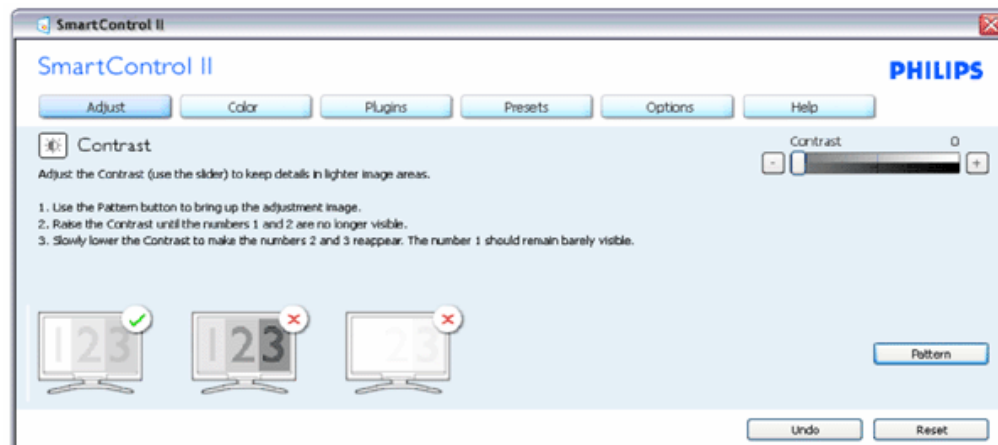 SmartControl II
SmartControl II
PHILIPS
Adjust Color Plugins Presets Options Help
Contrast
Contrast 0
- +
Adjust the Contrast (use the slider) to keep details in lighter image areas.
1. Use the Pattern button to bring up the adjustment image.
2. Raise the Contrast until the numbers 1 and 2 are no longer visible.
3. Slowly lower the Contrast to make the numbers 2 and 3 reappear. The number 1 should remain barely visible.
123 123 23
Pattern
Undo Reset